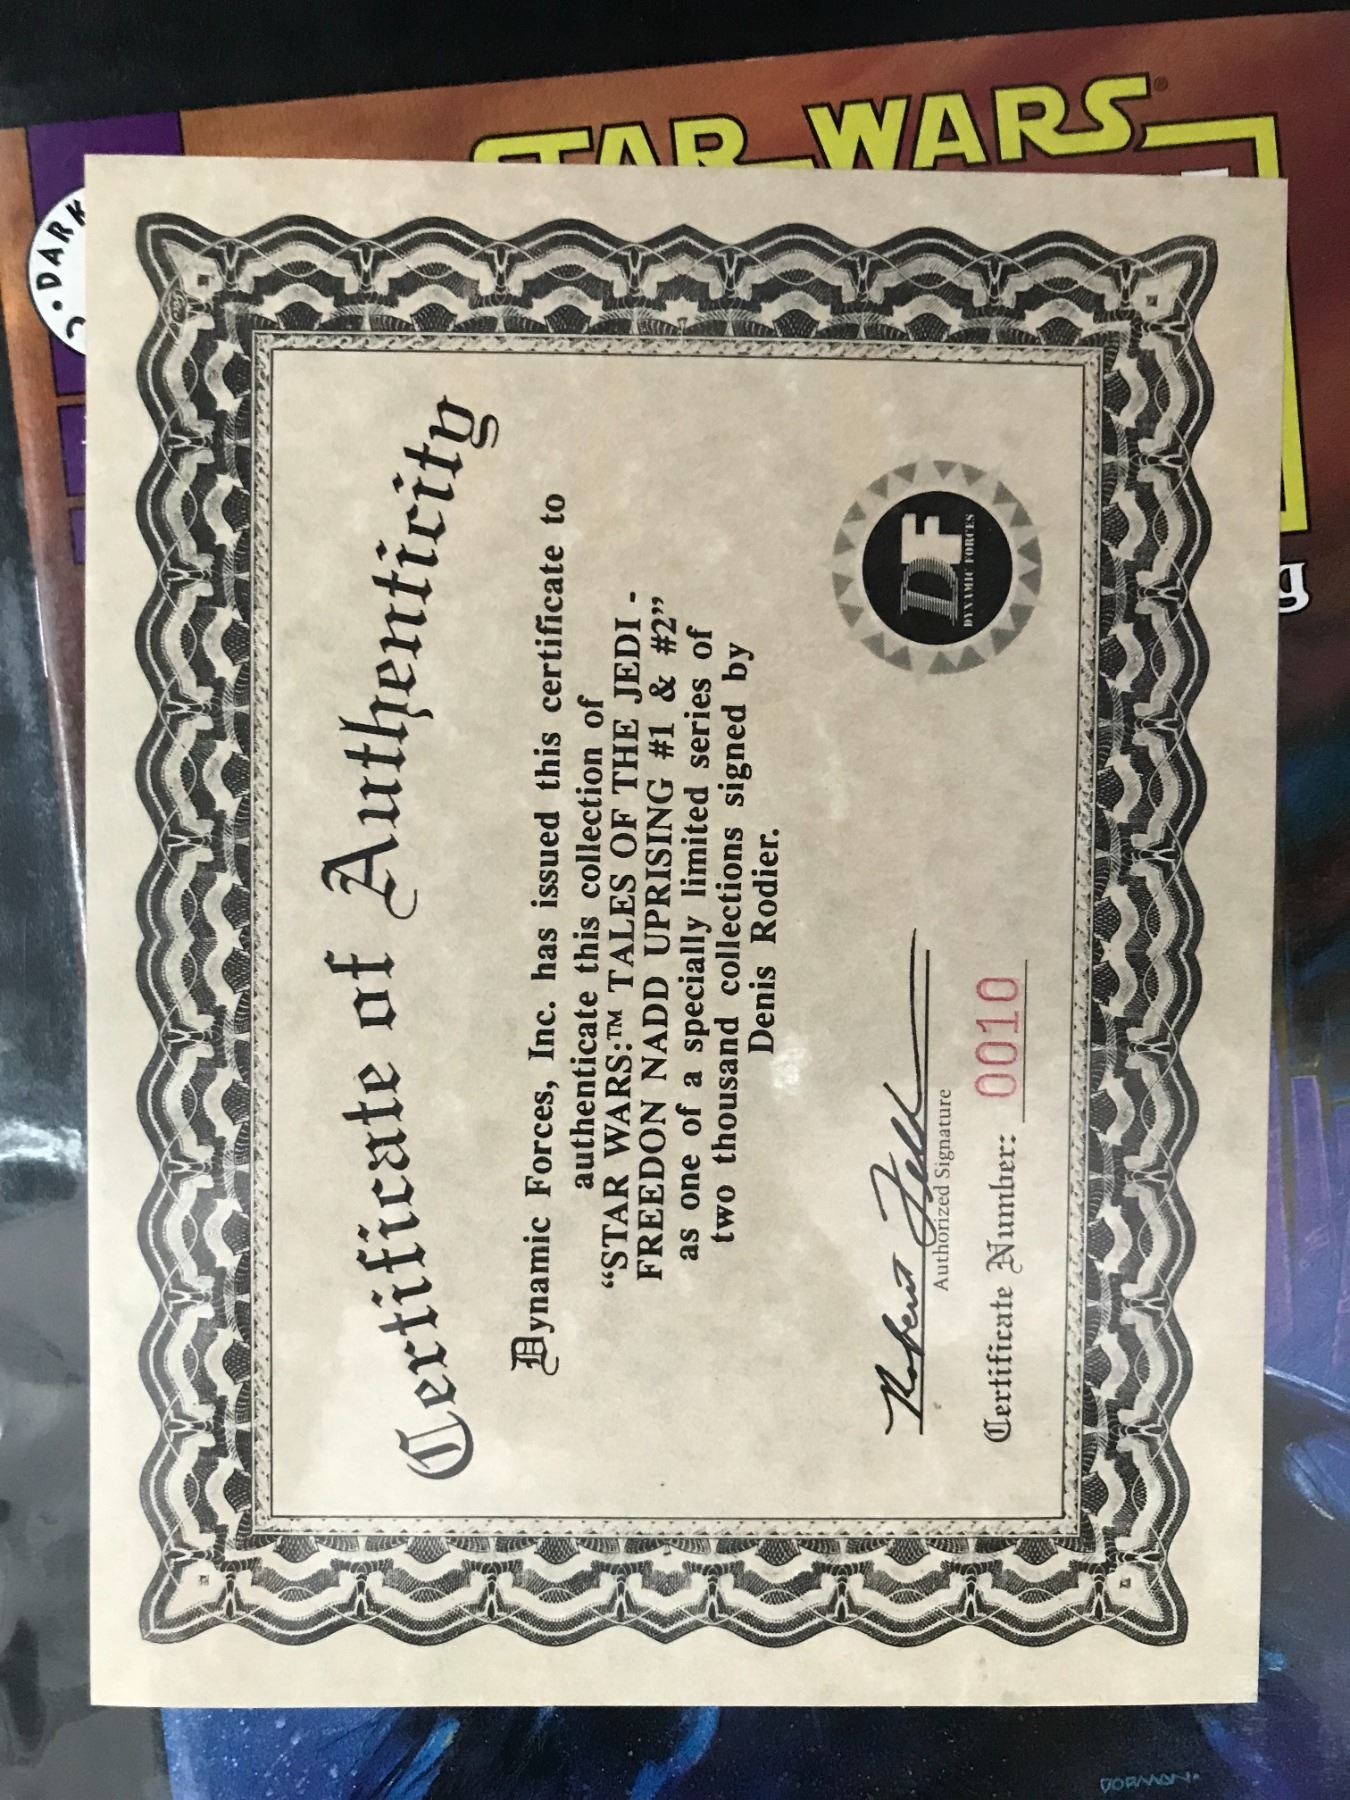 STAR WARS®
DARK
Certificate of Authenticity
Dynamic Forces, Inc. has issued this certificate to
authenticate this collection of
“STAR WARS:™ TALES OF THE JEDI -
FREEDON NADD UPRISING #1 & #2”
as one of a specially limited series of
two thousand collections signed by
Denis Rodier.
DF
DYNAMIC FORCES
Authorized Signature
Certificate Number: 0010
g
DORMAN